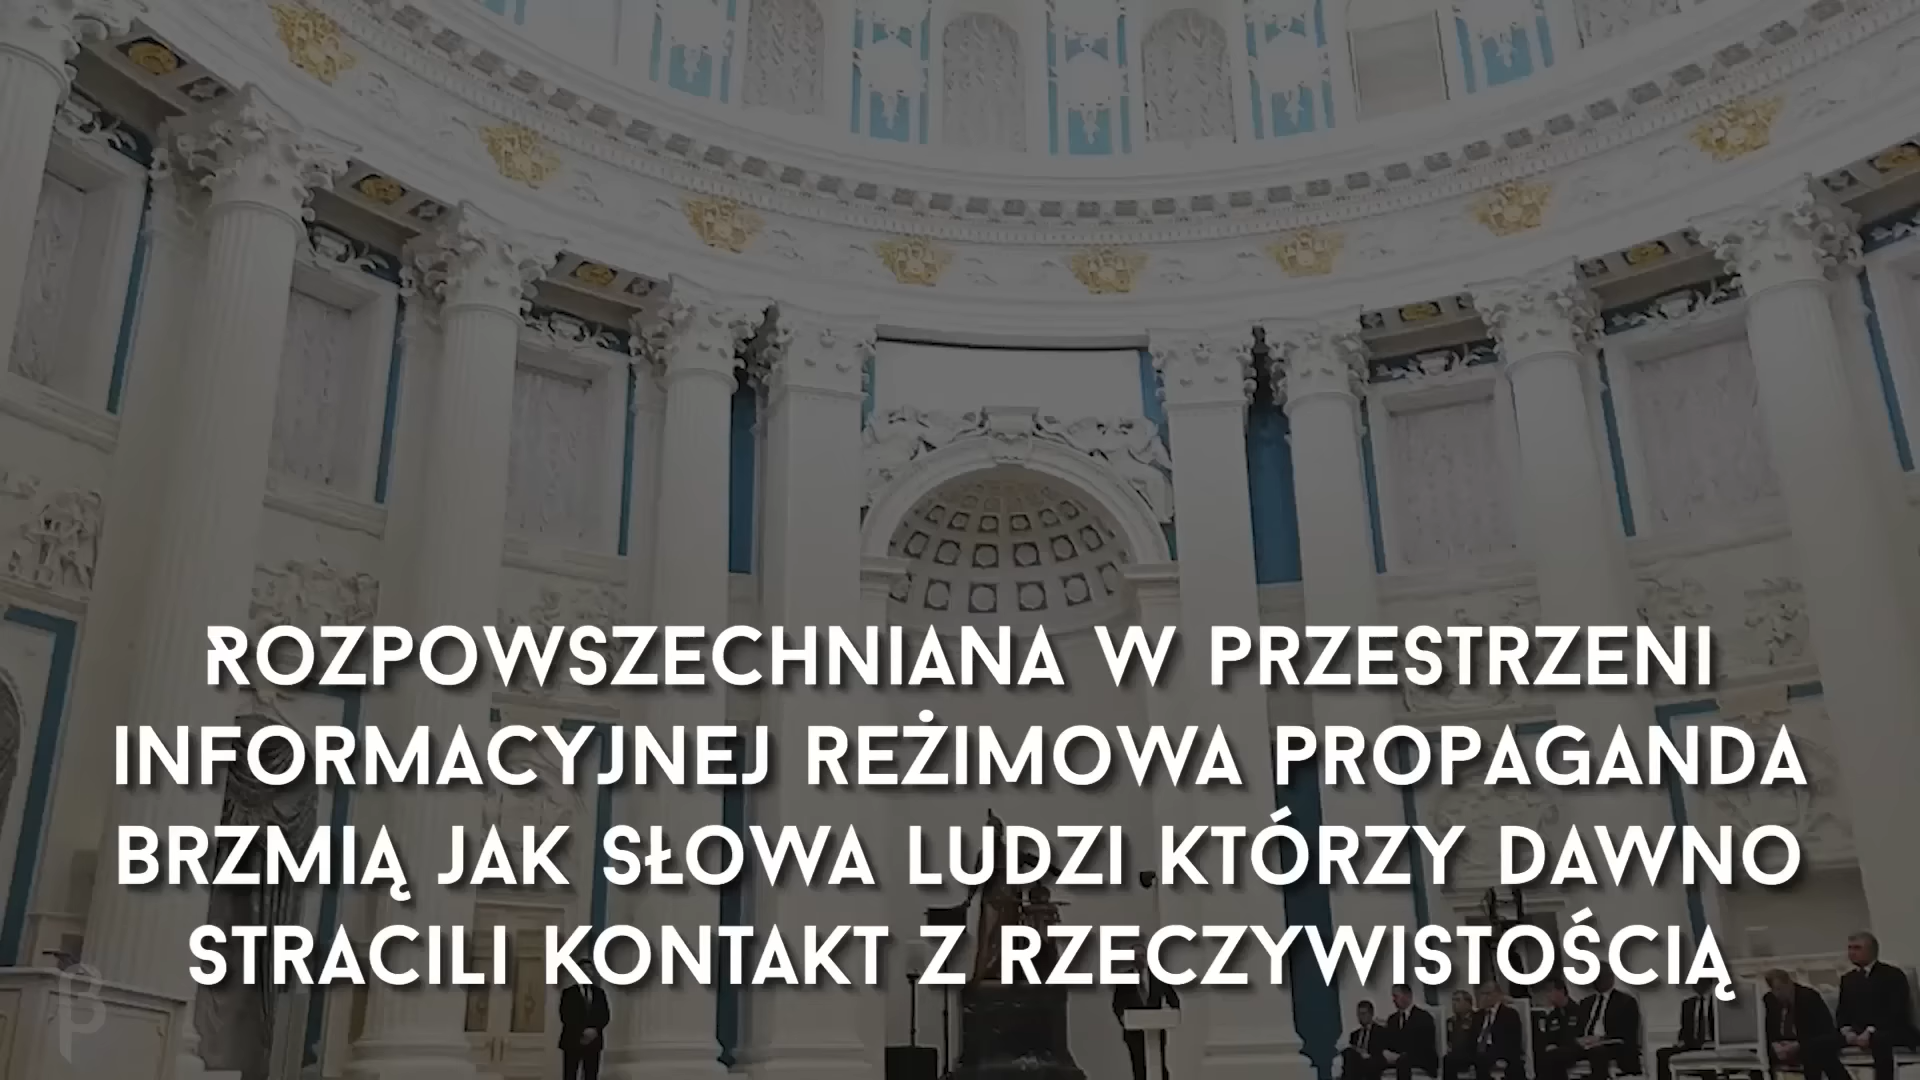 ROZPOWSZECHNIANA W PRZESTRZENI
INFORMACYJNEJ REŻIMOWA PROPAGANDA
BRZMIĄ JAK SŁOWA LUDZI KTÓRZY DAWNO
STRACILI KONTAKT Z RZECZYWISTOŚCIĄ